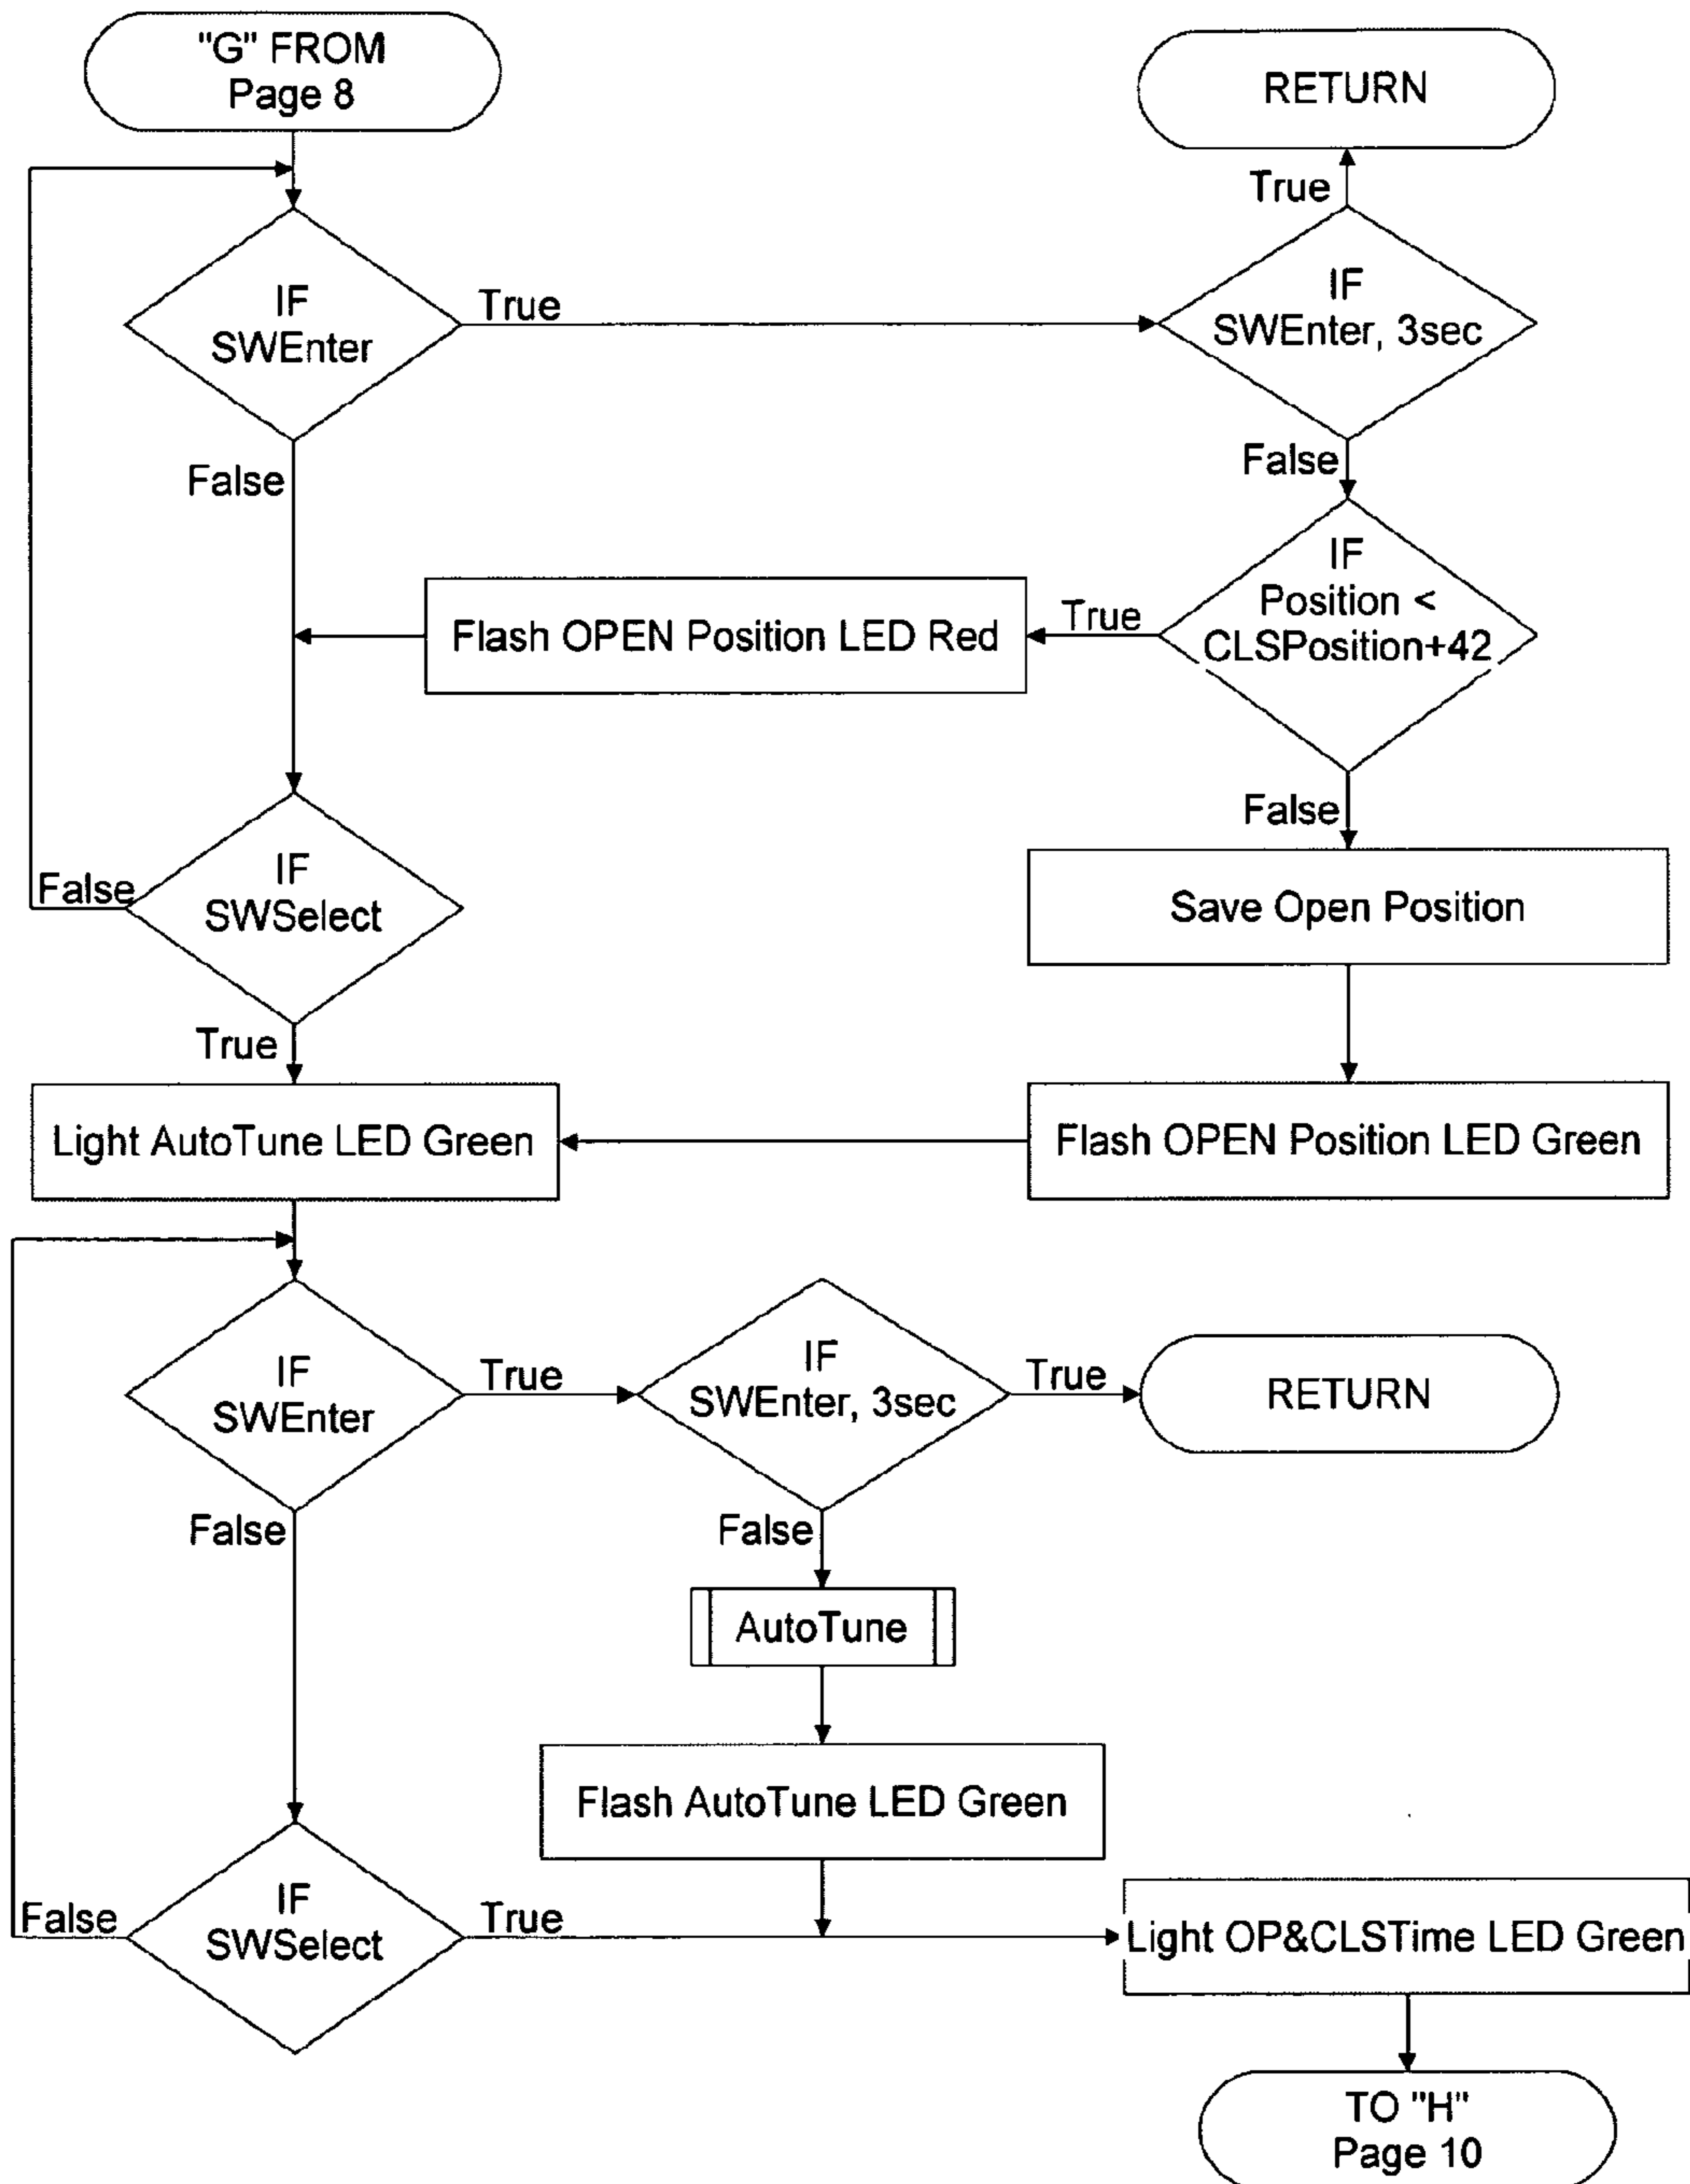 "G" FROM
Page 8
RETURN
True
IF
SWEnter
True
IF
SWEnter, 3sec
False
False
IF
Position <
CLSPosition+42
True
Flash OPEN Position LED Red
False
IF
SWSelect
False
Save Open Position
True
Light AutoTune LED Green
Flash OPEN Position LED Green
IF
SWEnter
True
IF
SWEnter, 3sec
True
RETURN
False
False
AutoTune
Flash AutoTune LED Green
False
IF
SWSelect
True
Light OP&CLSTime LED Green
TO "H"
Page 10